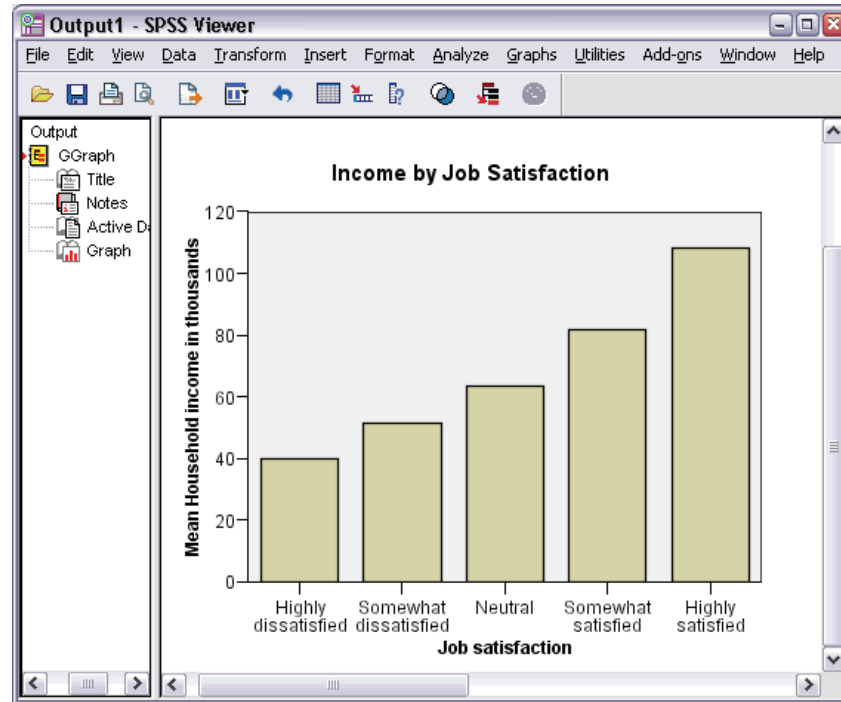 Output1 - SPSS Viewer
File Edit View Data Transform Insert Format Analyze Graphs Utilities Add-ons Window Help
Output
GGraph
Title
Notes
Active Da
Graph
Income by Job Satisfaction
Mean Household income in thousands
120
100
80
60
40
20
0
Highly dissatisfied
Somewhat dissatisfied
Neutral
Somewhat satisfied
Highly satisfied
Job satisfaction